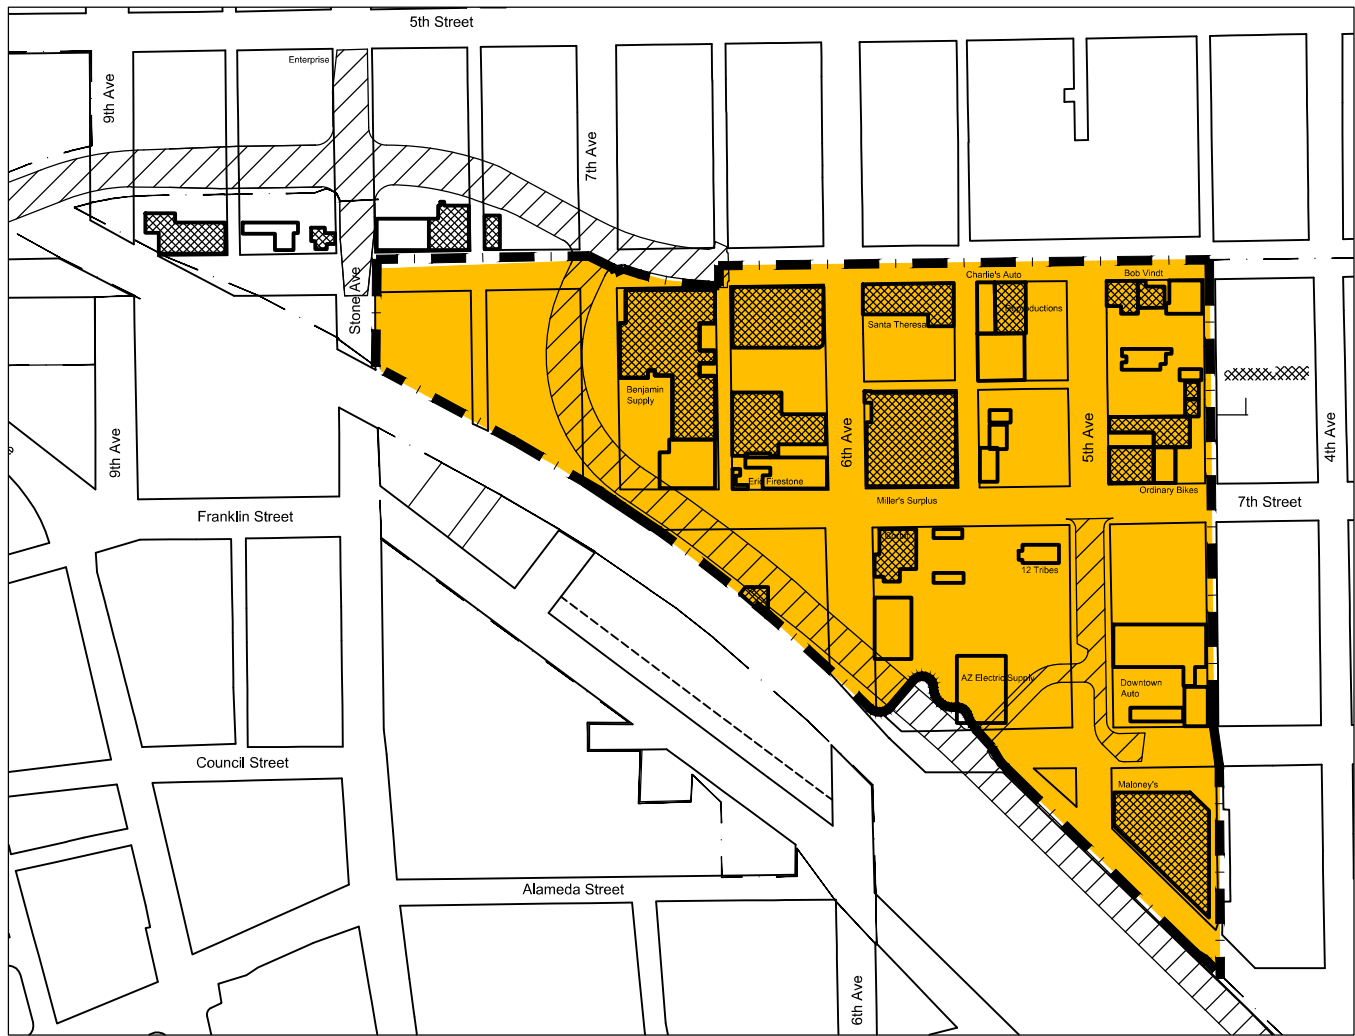 5th Street
Enterprise
9th Ave
7th Ave
Stone Ave
Charlie's Auto
Bob Vindt
Reproductions
Santa Theresa
Benjamin
Supply
6th Ave
5th Ave
4th Ave
9th Ave
Eric Firestone
Miller's Surplus
Ordinary Bikes
7th Street
Franklin Street
12 Tribes
AZ Electric Supply
Downtown
Auto
Council Street
Maloney's
Alameda Street
6th Ave